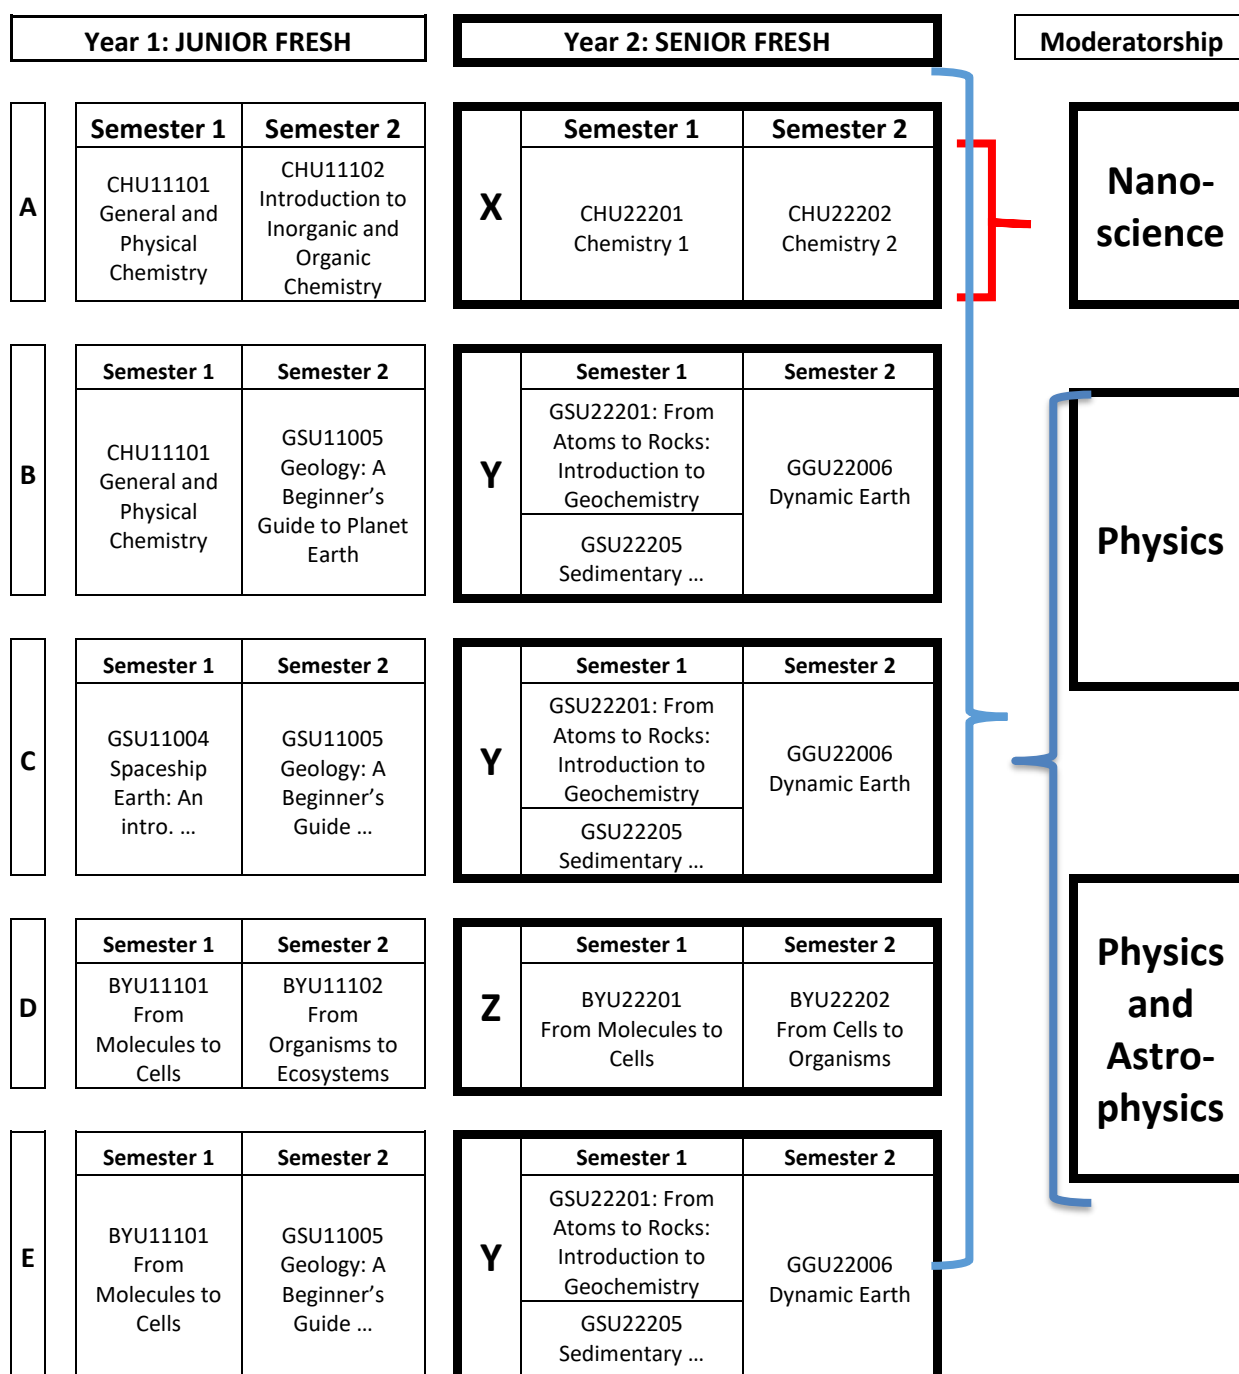 Year 1: JUNIOR FRESH
Year 2: SENIOR FRESH
Moderatorship
A
Semester 1
Semester 2
CHU11101
General and
Physical
Chemistry
CHU11102
Introduction to
Inorganic and
Organic
Chemistry
X
Semester 1
Semester 2
CHU22201
Chemistry 1
CHU22202
Chemistry 2
Nano-
science
B
Semester 1
Semester 2
CHU11101
General and
Physical
Chemistry
GSU11005
Geology: A
Beginner’s
Guide to Planet
Earth
Y
Semester 1
Semester 2
GSU22201: From
Atoms to Rocks:
Introduction to
Geochemistry
GSU22205
Sedimentary ...
GGU22006
Dynamic Earth
Physics
C
Semester 1
Semester 2
GSU11004
Spaceship
Earth: An
intro. ...
GSU11005
Geology: A
Beginner’s
Guide ...
Y
Semester 1
Semester 2
GSU22201: From
Atoms to Rocks:
Introduction to
Geochemistry
GSU22205
Sedimentary ...
GGU22006
Dynamic Earth
D
Semester 1
Semester 2
BYU11101
From
Molecules to
Cells
BYU11102
From
Organisms to
Ecosystems
Z
Semester 1
Semester 2
BYU22201
From Molecules to
Cells
BYU22202
From Cells to
Organisms
Physics
and
Astro-
physics
E
Semester 1
Semester 2
BYU11101
From
Molecules to
Cells
GSU11005
Geology: A
Beginner’s
Guide ...
Y
Semester 1
Semester 2
GSU22201: From
Atoms to Rocks:
Introduction to
Geochemistry
GSU22205
Sedimentary ...
GGU22006
Dynamic Earth